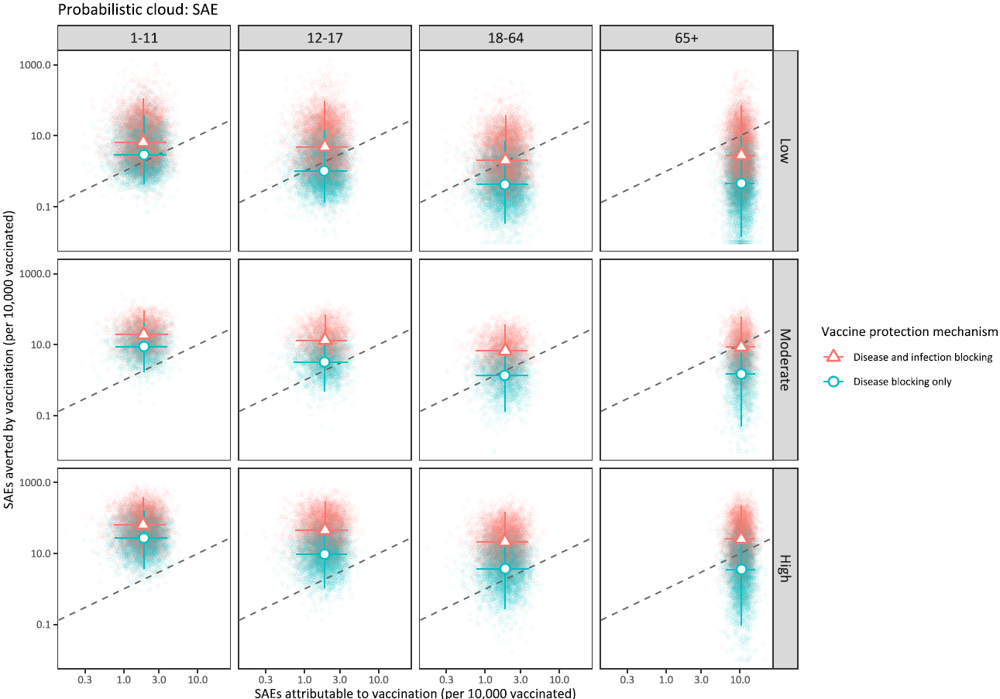 Probabilistic cloud: SAE
1-11
12-17
18-64
65+
1000.0
10.0
0.1
Low
1000.0
10.0
0.1
Moderate
1000.0
10.0
0.1
High
SAEs averted by vaccination (per 10,000 vaccinated)
0.3 1.0 3.0 10.0
0.3 1.0 3.0 10.0
0.3 1.0 3.0 10.0
0.3 1.0 3.0 10.0
SAEs attributable to vaccination (per 10,000 vaccinated)
Vaccine protection mechanism
Disease and infection blocking
Disease blocking only